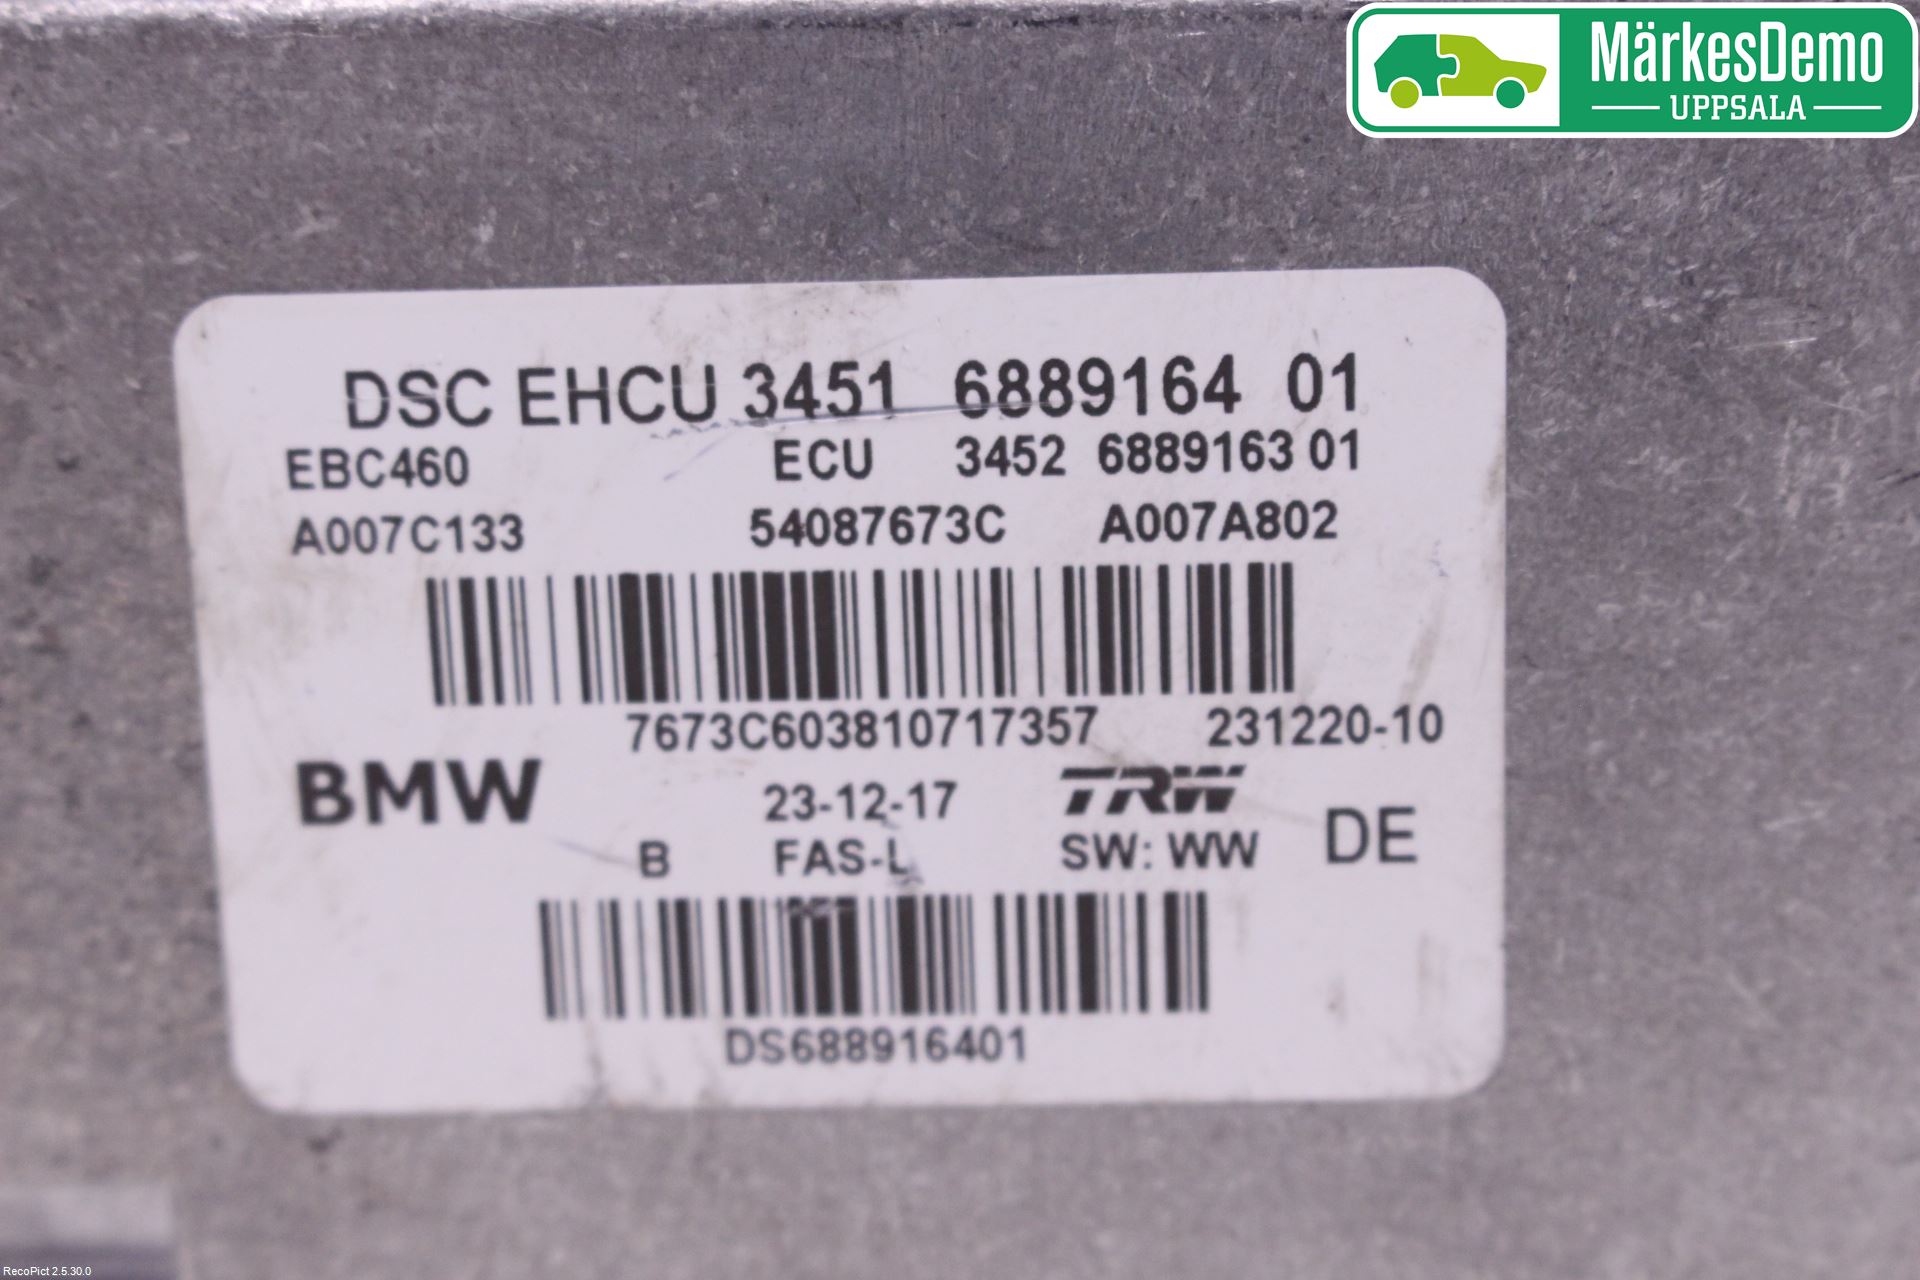 MärkesDemo
UPPSALA
DSC EHCU 3451 6889164 01
EBC460 ECU 3452 6889163 01
A007C133 54087673C A007A802
7673C603810717357 231220-10
BMW 23-12-17 TRW DE
B FAS-L SW: WW
DS688916401
RecoPict 2.5.30.0